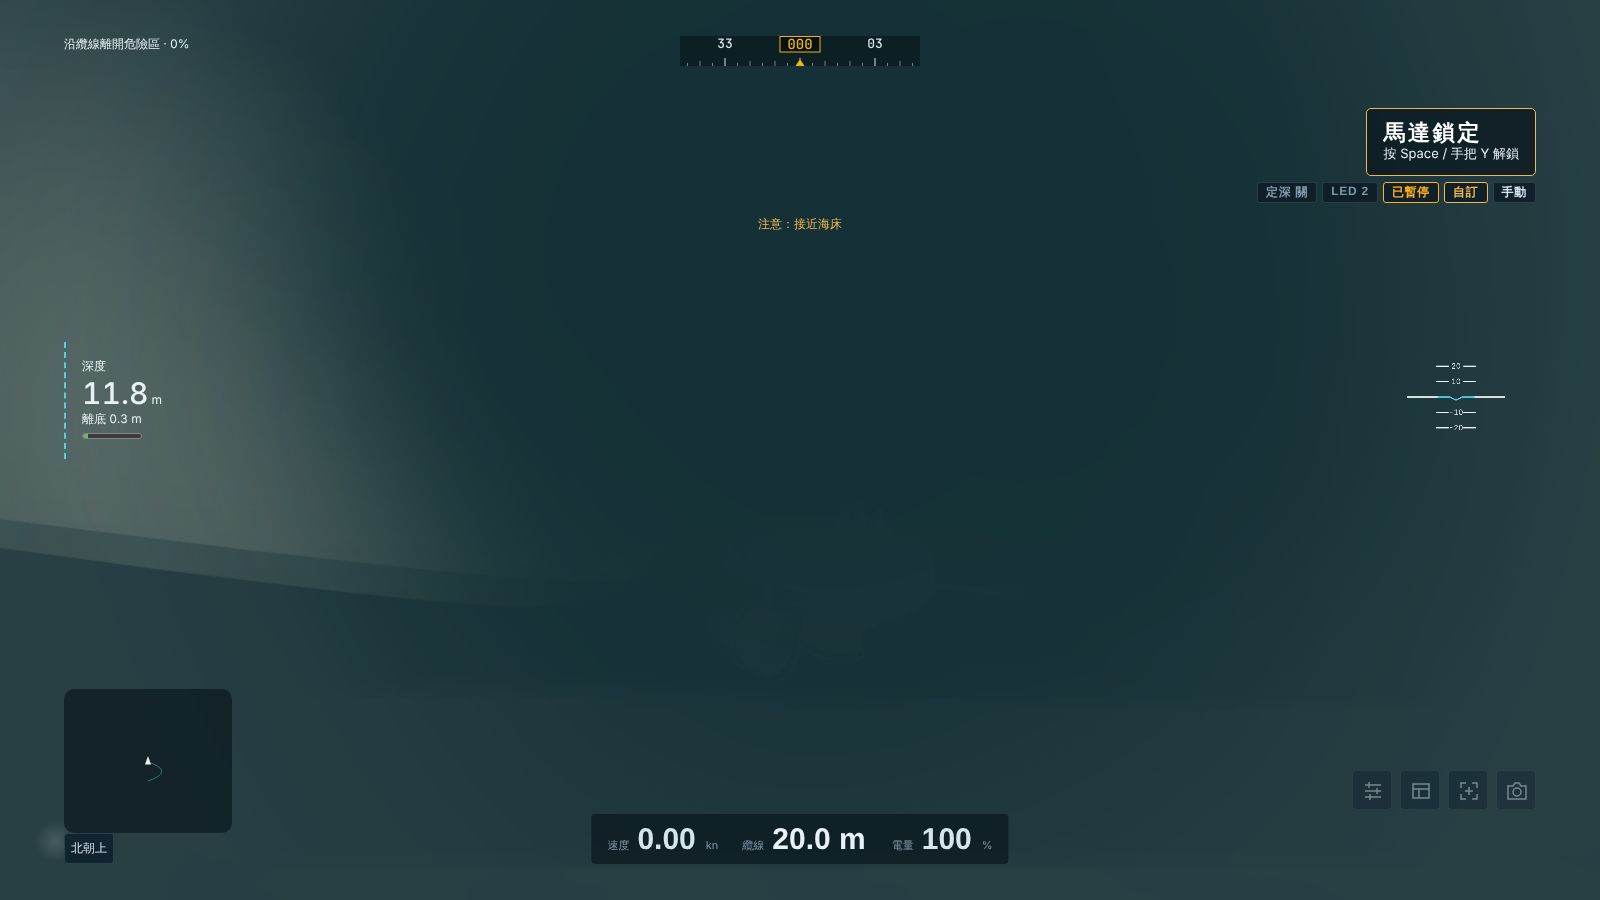 沿纜線離開危險區 · 0%
33 000 03
馬達鎖定
按 Space / 手把 Y 解鎖
定深 關 LED 2 已暫停 自訂 手動
注意：接近海床
深度
11.8 m
離底 0.3 m
20
10
-10
-20
北朝上
速度 0.00 kn 纜線 20.0 m 電量 100 %